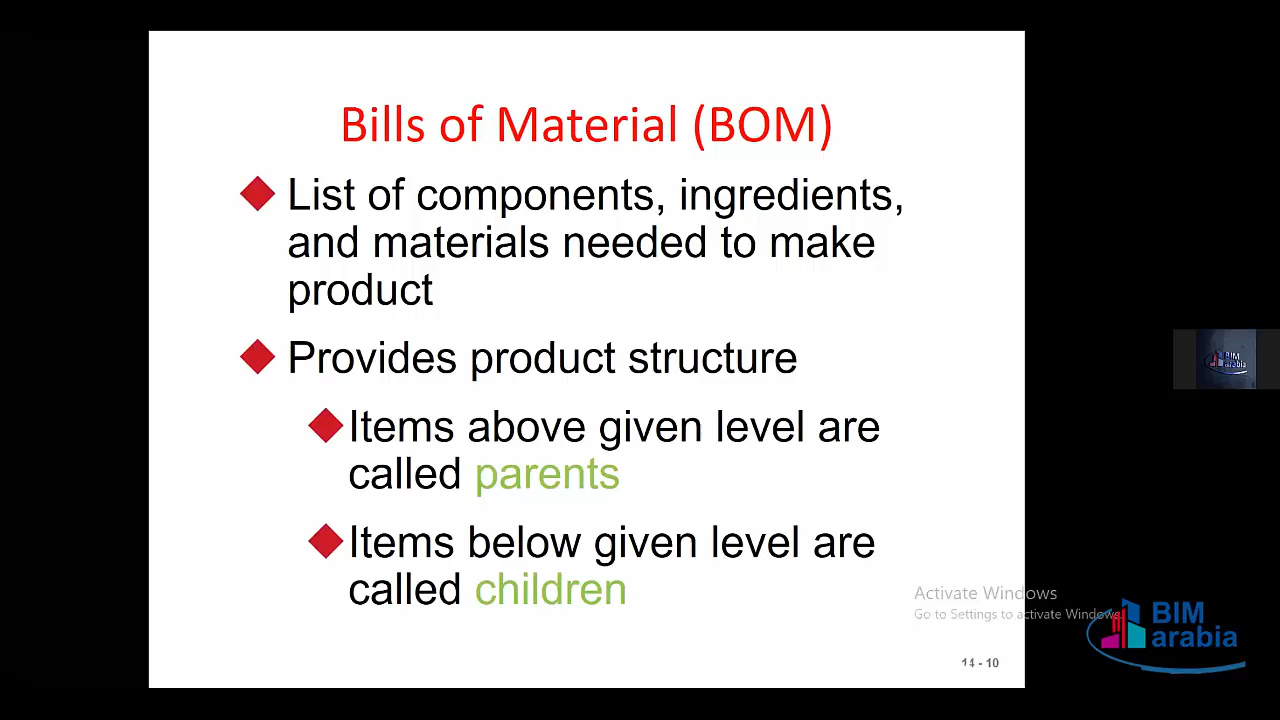 Bills of Material (BOM)
List of components, ingredients,
and materials needed to make
product
Provides product structure
Items above given level are
called parents
Items below given level are
called children
Activate Windows
Go to Settings to activate Windows.
14 - 10
BIM
arabia
BIM
arabia